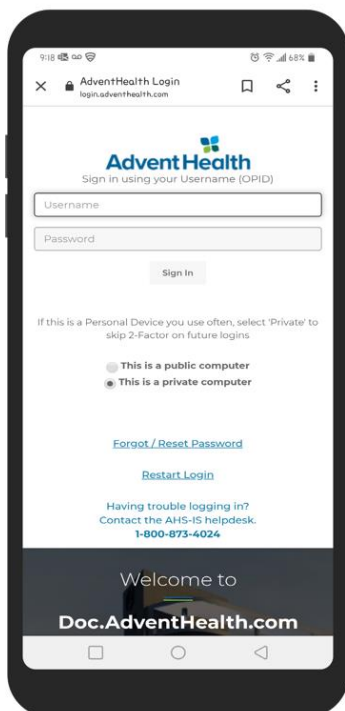 9:18
68%
AdventHealth Login
login.adventhealth.com
AdventHealth
Sign in using your Username (OPID)
Username
Password
Sign In
If this is a Personal Device you use often, select 'Private' to
skip 2-Factor on future logins
This is a public computer
This is a private computer
Forgot / Reset Password
Restart Login
Having trouble logging in?
Contact the AHS-IS helpdesk.
1-800-873-4024
Welcome to
Doc.AdventHealth.com